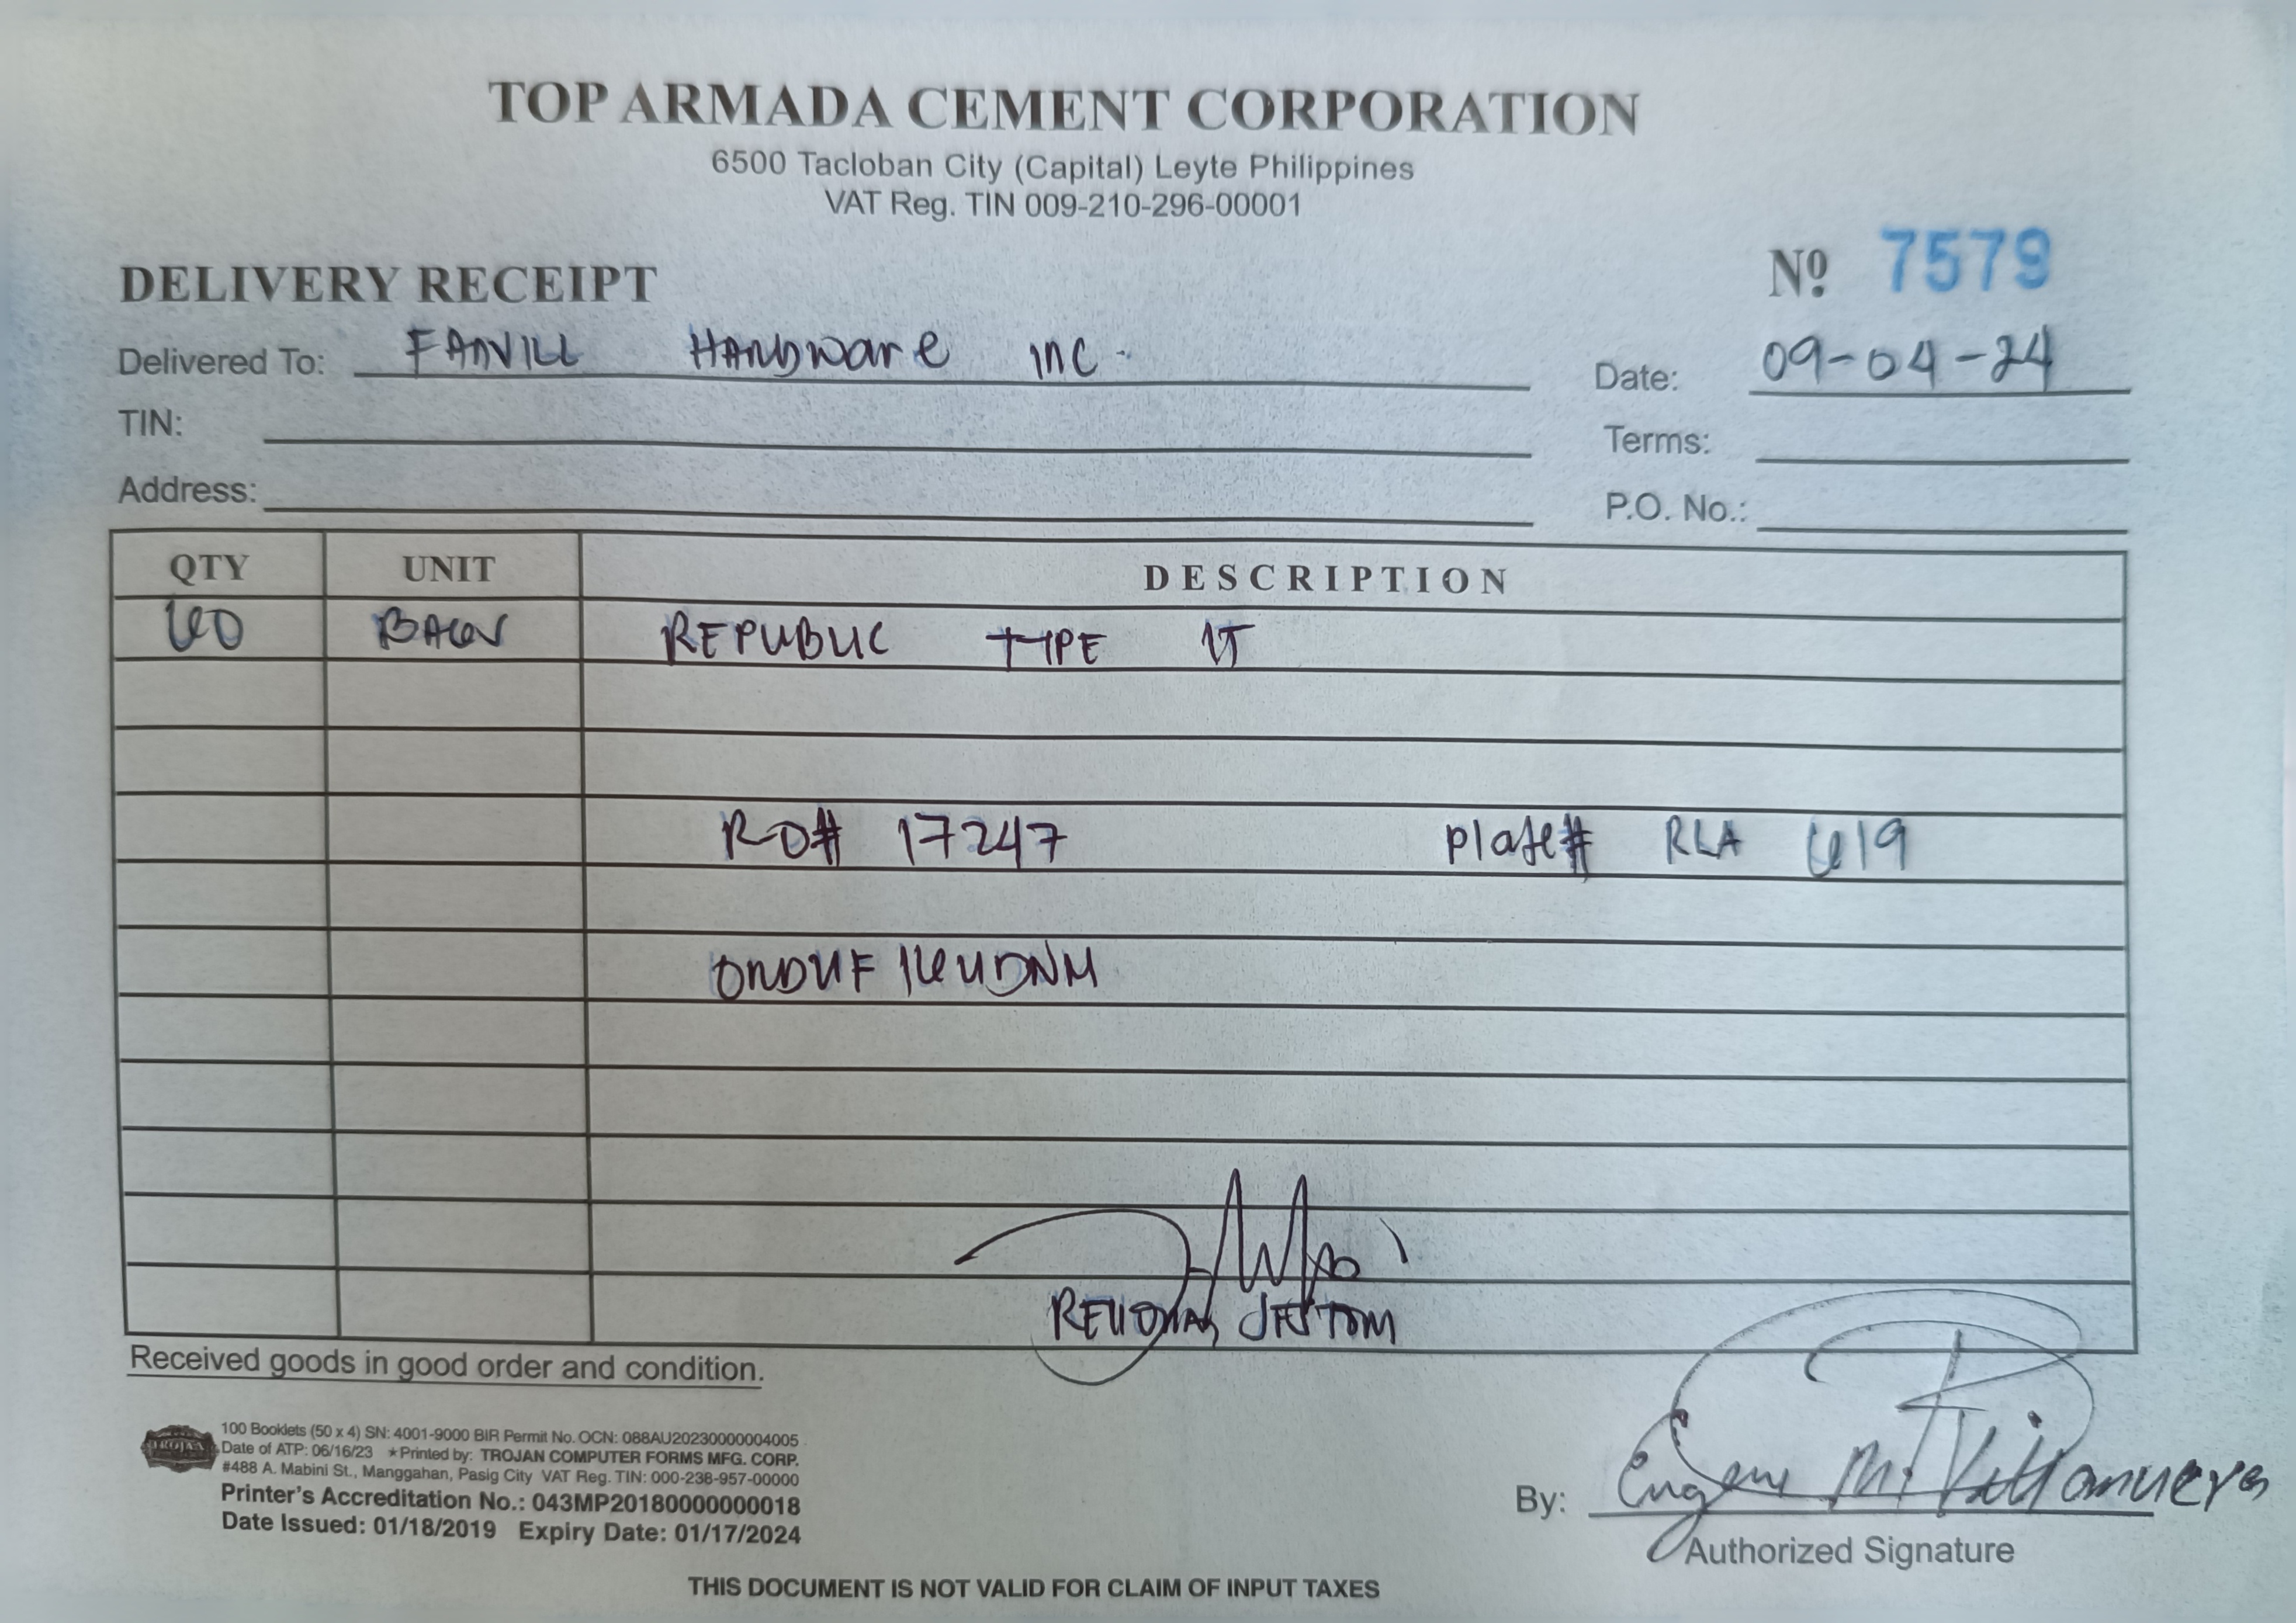 TOP ARMADA CEMENT CORPORATION
6500 Tacloban City (Capital) Leyte Philippines
VAT Reg. TIN 009-210-296-00001
DELIVERY RECEIPT
Nº 7579
Delivered To: FANVILL HARDWARE INC.
Date: 09-04-24
TIN:
Terms:
Address:
P.O. No.:
QTY UNIT DESCRIPTION
REPUBLIC TYPE 1T
RO# 17247 Plate# RLA 619
Received goods in good order and condition.
TROJAN
100 Booklets (50 x 4) SN: 4001-9000 BIR Permit No. OCN: 088AU20230000004005
Date of ATP: 06/16/23 ★Printed by: TROJAN COMPUTER FORMS MFG. CORP.
#488 A. Mabini St., Manggahan, Pasig City VAT Reg. TIN: 000-238-957-00000
Printer's Accreditation No.: 043MP20180000000018
Date Issued: 01/18/2019 Expiry Date: 01/17/2024
By: Eugene M. Villanueva
Authorized Signature
THIS DOCUMENT IS NOT VALID FOR CLAIM OF INPUT TAXES